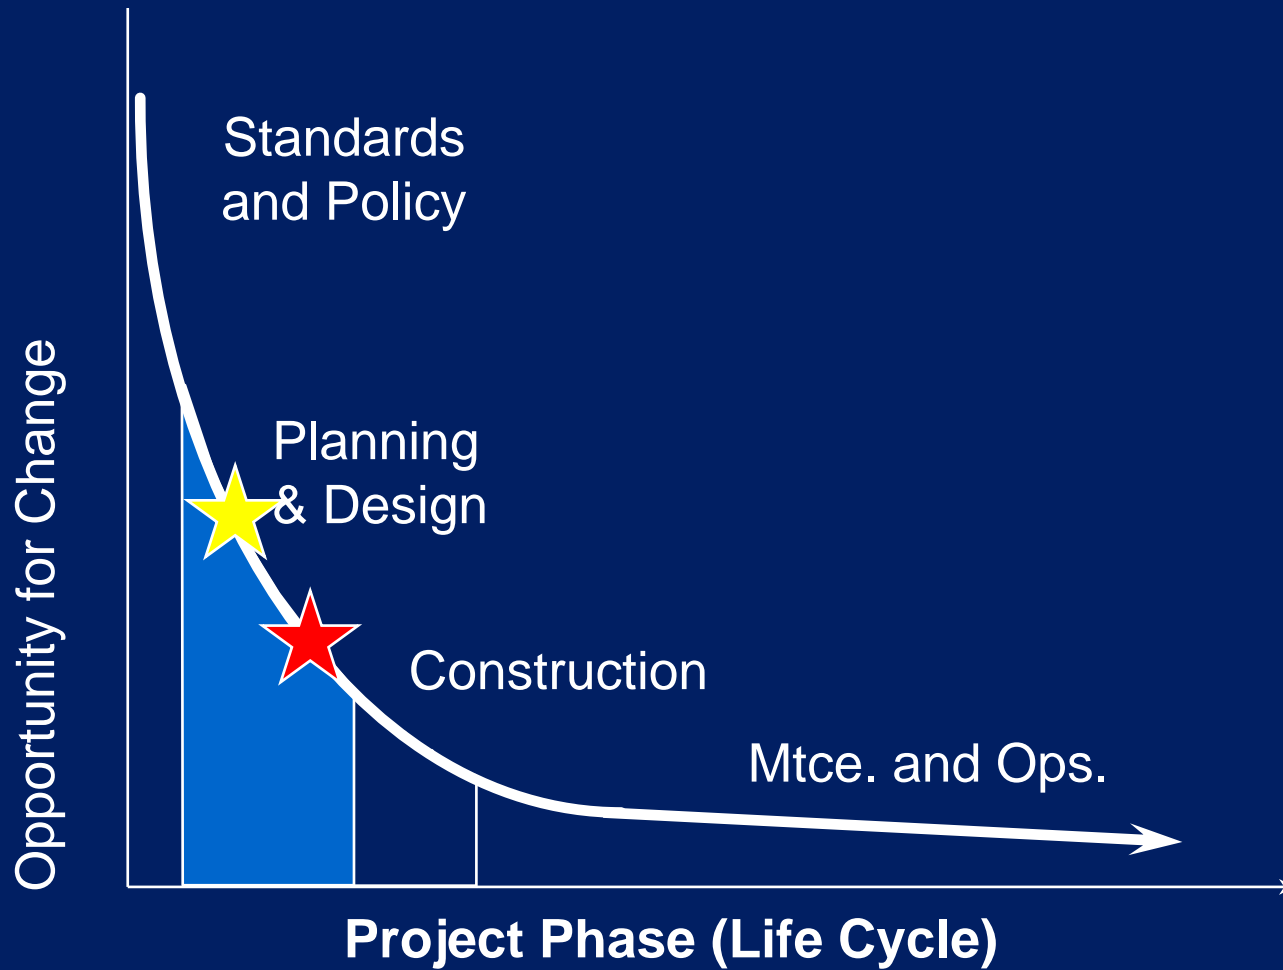 Standards
and Policy
Planning
& Design
Construction
Mtce. and Ops.
Opportunity for Change
Project Phase (Life Cycle)